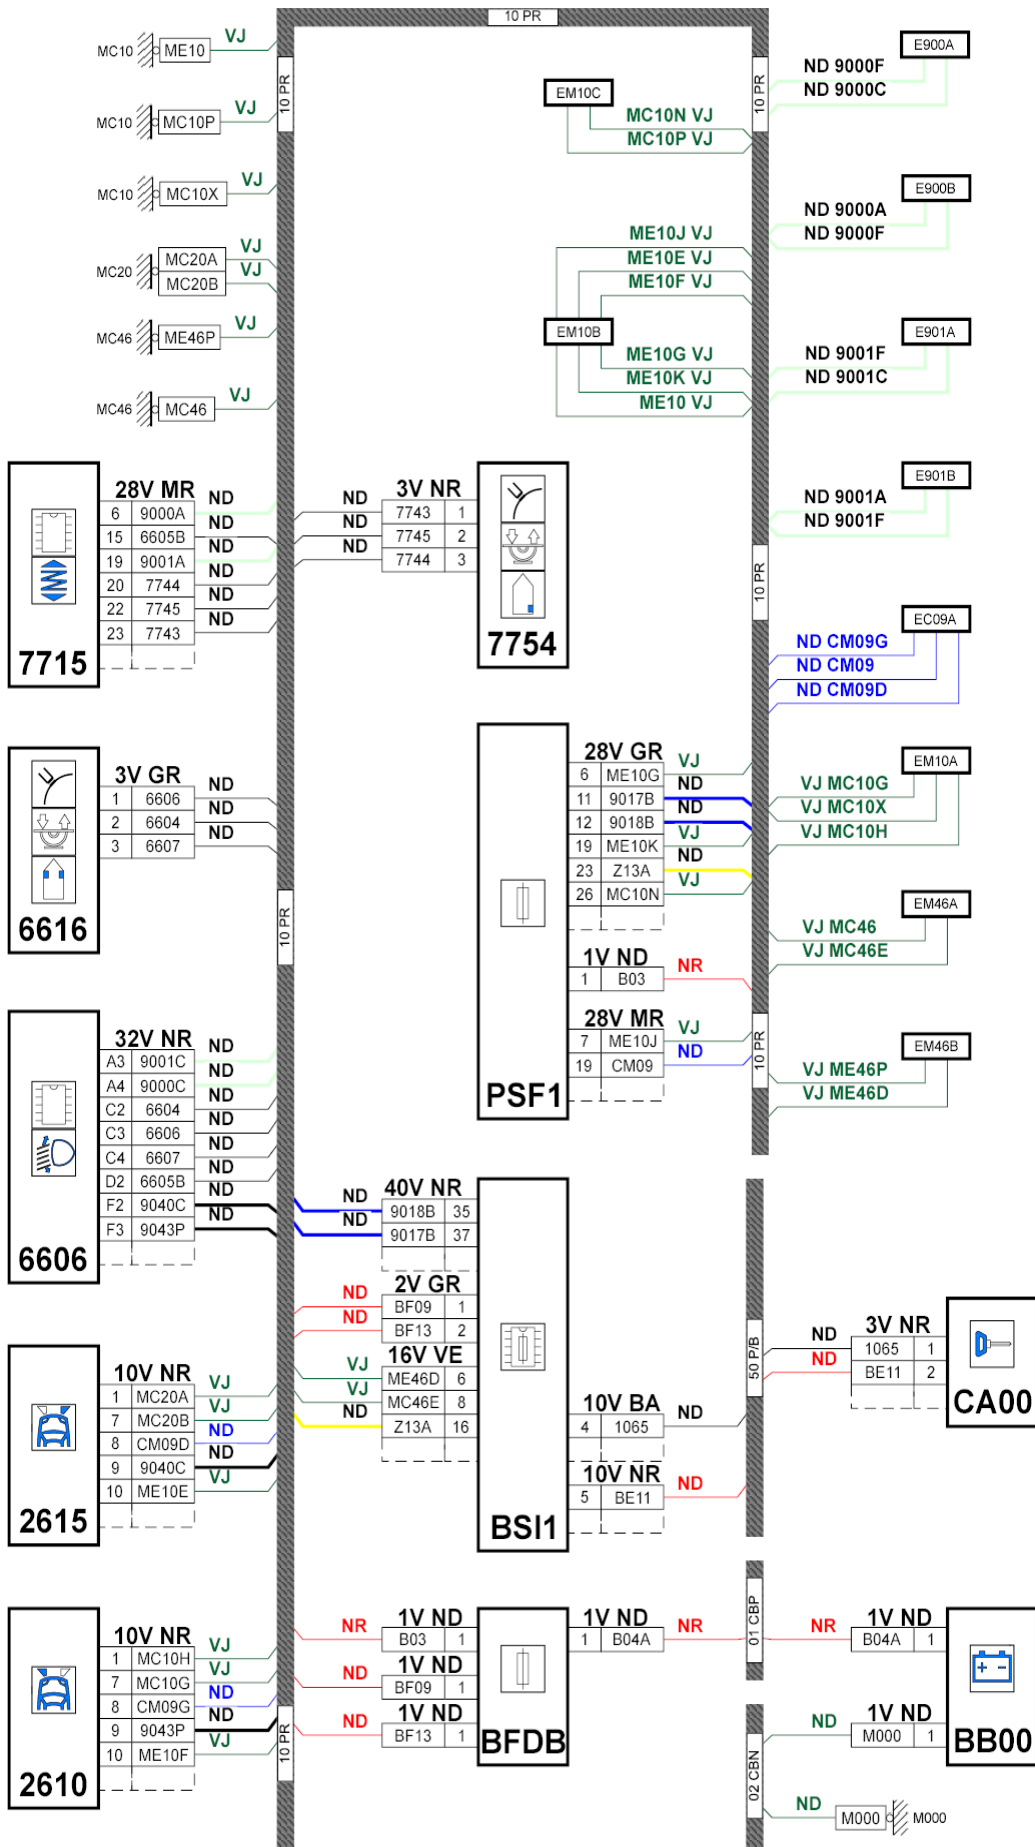 10 PR
MC10 ME10 VJ
MC10 MC10P VJ
MC10 MC10X VJ
MC20 MC20A VJ
MC20B VJ
MC46 ME46P VJ
MC46 MC46 VJ
10 PR
EM10C
MC10N VJ
MC10P VJ
ME10J VJ
ME10E VJ
ME10F VJ
EM10B
ME10G VJ
ME10K VJ
ME10 VJ
10 PR
E900A
ND 9000F
ND 9000C
E900B
ND 9000A
ND 9000F
E901A
ND 9001F
ND 9001C
E901B
ND 9001A
ND 9001F
28V MR
6 9000A ND
15 6605B ND
19 9001A ND
20 7744 ND
22 7745 ND
23 7743 ND
7715
3V NR
ND 7743 1
ND 7745 2
ND 7744 3
7754
10 PR
EC09A
ND CM09G
ND CM09
ND CM09D
3V GR
1 6606 ND
2 6604 ND
3 6607 ND
6616
10 PR
28V GR
6 ME10G VJ
11 9017B ND
12 9018B ND
19 ME10K VJ
23 Z13A ND
26 MC10N VJ
1V ND
1 B03 NR
28V MR
7 ME10J VJ
19 CM09 ND
PSF1
EM10A
VJ MC10G
VJ MC10X
VJ MC10H
EM46A
VJ MC46
VJ MC46E
10 PR
EM46B
VJ ME46P
VJ ME46D
32V NR
A3 9001C ND
A4 9000C ND
C2 6604 ND
C3 6606 ND
C4 6607 ND
D2 6605B ND
F2 9040C ND
F3 9043P ND
6606
40V NR
ND 9018B 35
ND 9017B 37
2V GR
ND BF09 1
ND BF13 2
16V VE
VJ ME46D 6
VJ MC46E 8
ND Z13A 16
10V BA
4 1065 ND
10V NR
5 BE11 ND
BSI1
50 P/B
3V NR
ND 1065 1
ND BE11 2
CA00
10V NR
1 MC20A VJ
7 MC20B VJ
8 CM09D ND
9 9040C ND
10 ME10E VJ
2615
10V NR
1 MC10H VJ
7 MC10G VJ
8 CM09G ND
9 9043P ND
10 ME10F VJ
2610
10 PR
1V ND
NR B03 1
1V ND
ND BF09 1
1V ND
ND BF13 1
1V ND
1 B04A NR
BFDB
01 CBP
1V ND
NR B04A 1
1V ND
ND M000 1
BB00
02 CBN
ND M000 M000